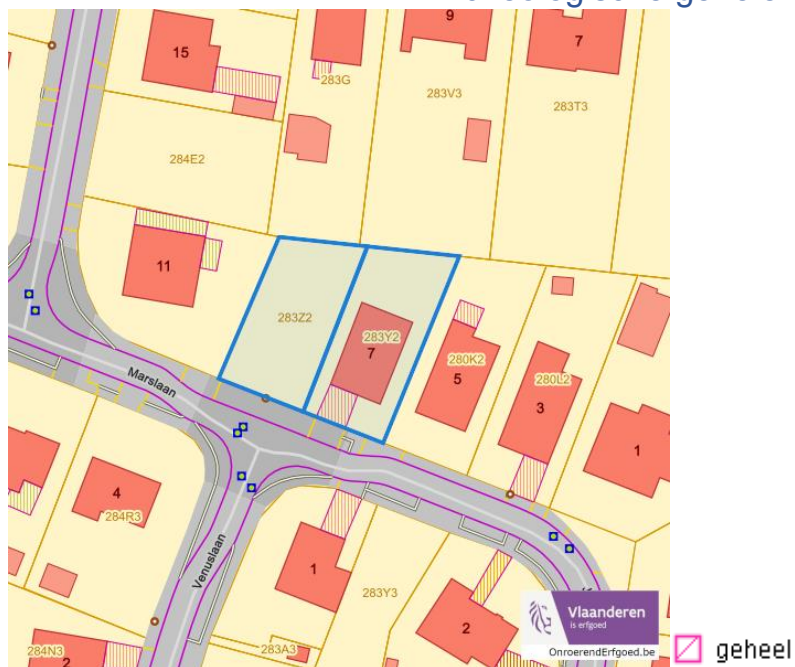 15
283G
9
7
283V3
283T3
284E2
11
283Z2
283Y2
7
280K2
5
280L2
3
1
Marslaan
4
284R3
Venuslaan
1
283Y3
2
283A3
284N3
2
Vlaanderen
is erfgoed
OnroerendErfgoed.be
geheel